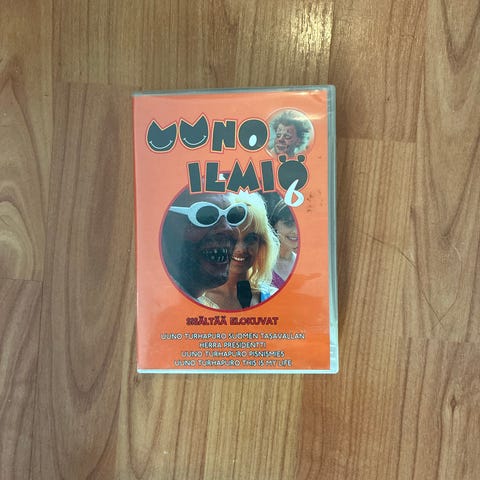 UUNO
ILMIÖ
6
SISÄLTÄÄ ELOKUVAT
UUNO TURHAPURO SUOMEN TASAVALLAN
HERRA PRESIDENTTI
UUNO TURHAPURO PISNISMIES
UUNO TURHAPURO THIS IS MY LIFE